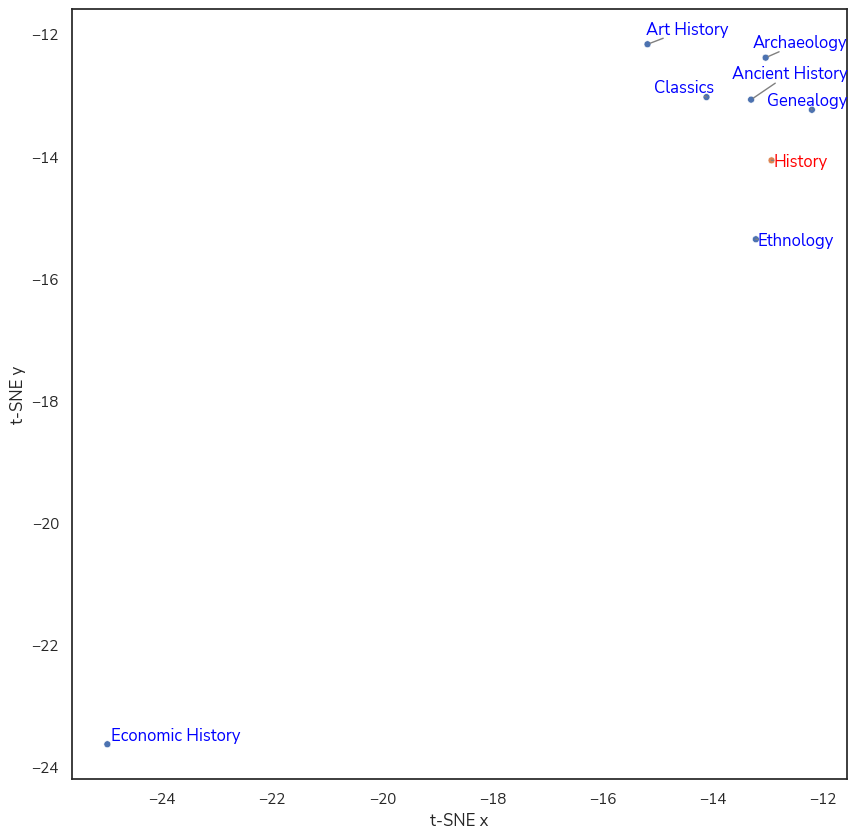 Art History
Archaeology
Ancient History
Classics
Genealogy
History
Ethnology
Economic History
−12
−14
−16
−18
−20
−22
−24
t-SNE y
−24
−22
−20
−18
−16
−14
−12
t-SNE x